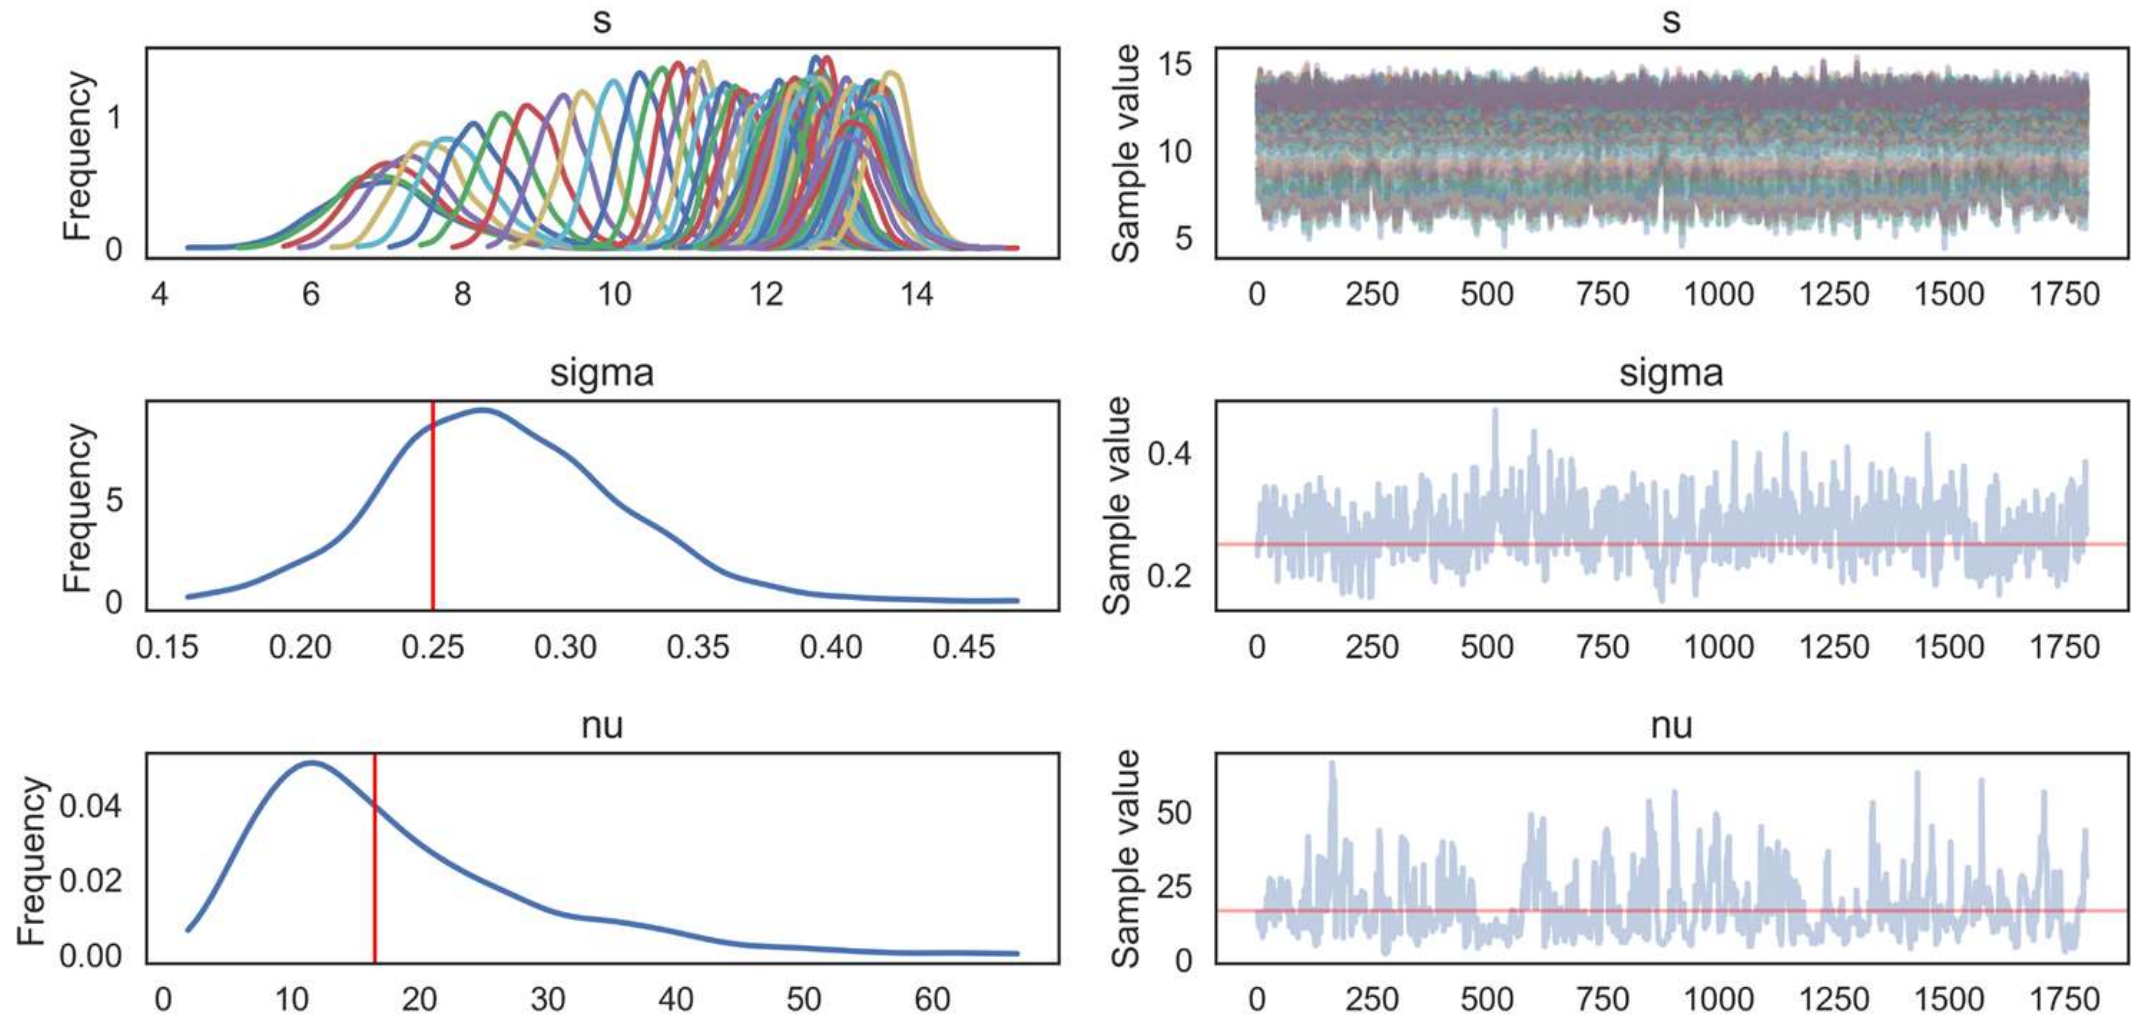 s
Frequency
1
0
4 6 8 10 12 14
s
Sample value
15
10
5
0 250 500 750 1000 1250 1500 1750
sigma
Frequency
5
0
0.15 0.20 0.25 0.30 0.35 0.40 0.45
sigma
Sample value
0.4
0.2
0 250 500 750 1000 1250 1500 1750
nu
Frequency
0.04
0.02
0.00
0 10 20 30 40 50 60
nu
Sample value
50
25
0
0 250 500 750 1000 1250 1500 1750